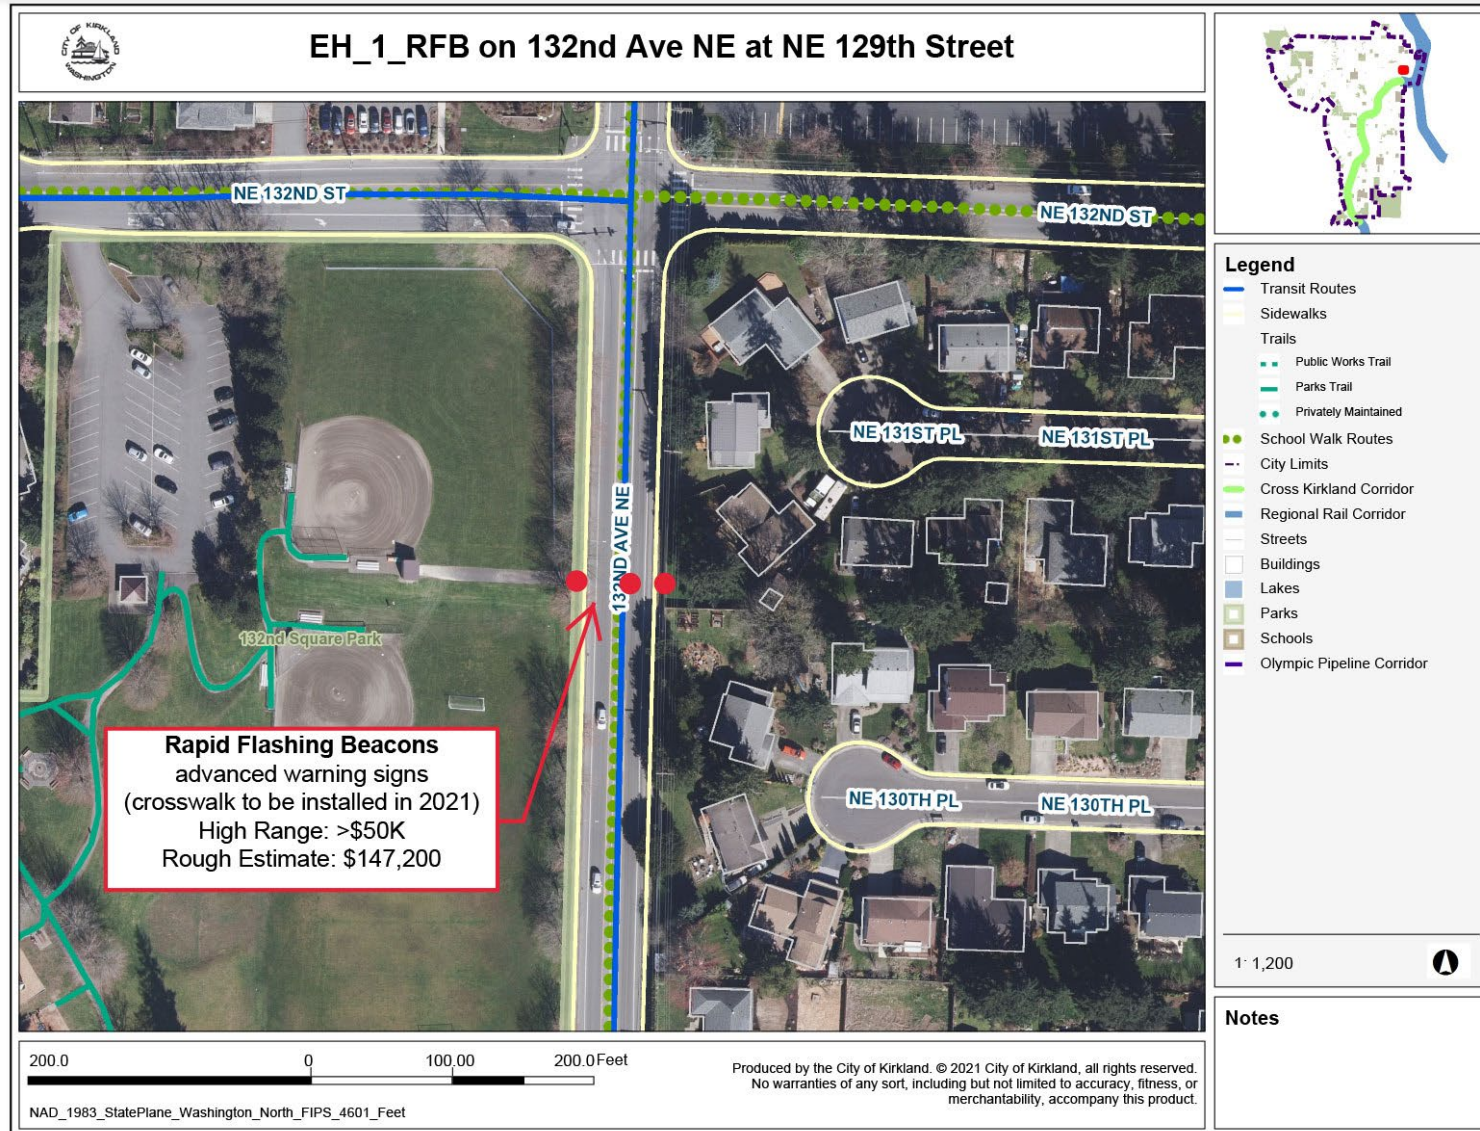 CITY OF KIRKLAND
WASHINGTON
EH_1_RFB on 132nd Ave NE at NE 129th Street
NE 132ND ST
NE 132ND ST
NE 131ST PL
NE 131ST PL
132ND AVE NE
132nd Square Park
Rapid Flashing Beacons
advanced warning signs
(crosswalk to be installed in 2021)
High Range: >$50K
Rough Estimate: $147,200
NE 130TH PL
NE 130TH PL
Legend
Transit Routes
Sidewalks
Trails
Public Works Trail
Parks Trail
Privately Maintained
School Walk Routes
City Limits
Cross Kirkland Corridor
Regional Rail Corridor
Streets
Buildings
Lakes
Parks
Schools
Olympic Pipeline Corridor
1: 1,200
Notes
200.0 0 100.00 200.0 Feet
NAD_1983_StatePlane_Washington_North_FIPS_4601_Feet
Produced by the City of Kirkland. © 2021 City of Kirkland, all rights reserved.
No warranties of any sort, including but not limited to accuracy, fitness, or
merchantability, accompany this product.